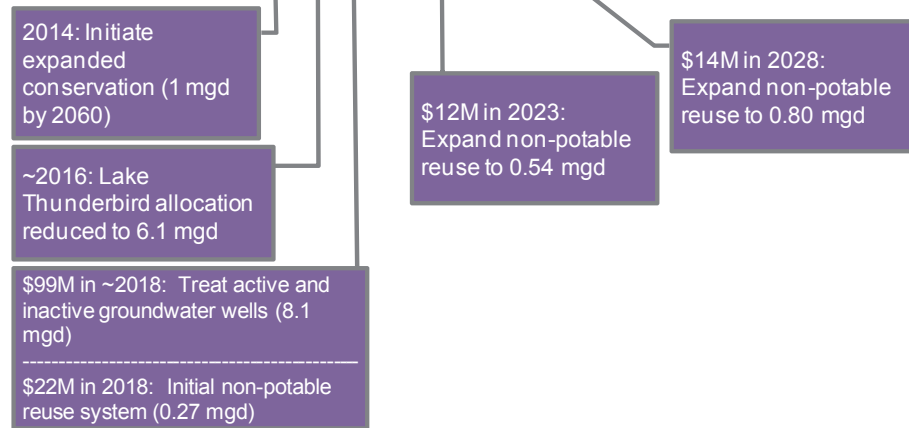 2014: Initiate
expanded
conservation (1 mgd
by 2060)
~2016: Lake
Thunderbird allocation
reduced to 6.1 mgd
$99M in ~2018: Treat active and
inactive groundwater wells (8.1
mgd)
------------------------------------------------
$22M in 2018: Initial non-potable
reuse system (0.27 mgd)
$12M in 2023:
Expand non-potable
reuse to 0.54 mgd
$14M in 2028:
Expand non-potable
reuse to 0.80 mgd